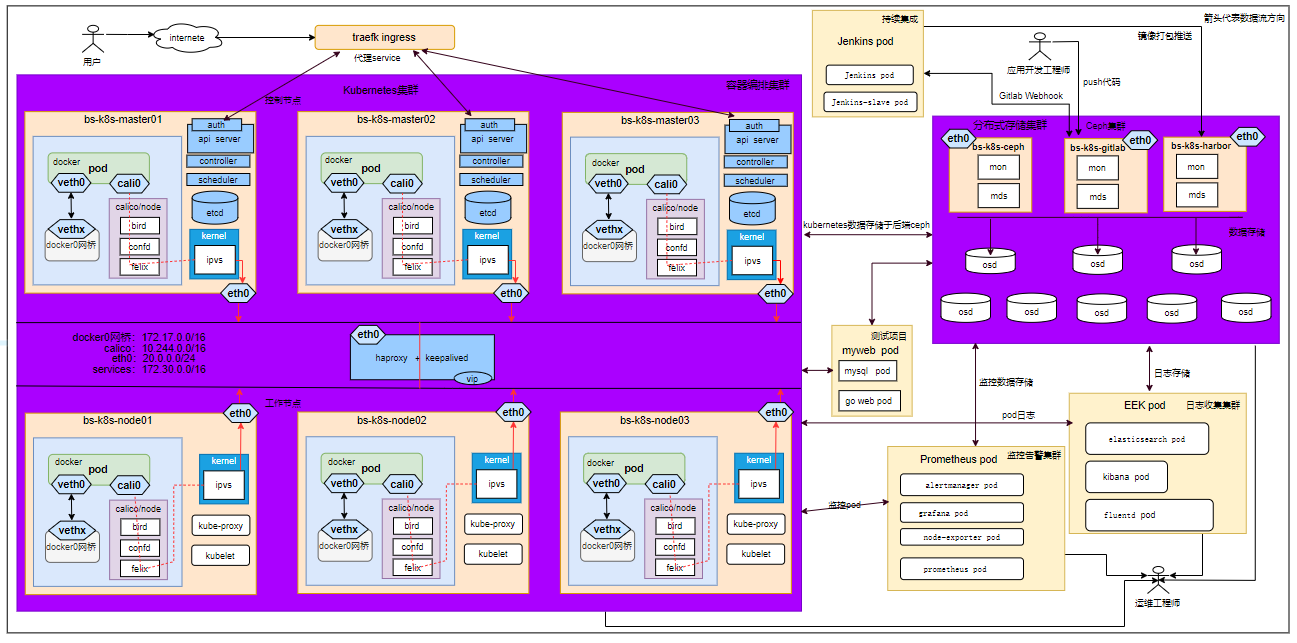 用户
internete
traefk ingress
代理service
持续集成
Jenkins pod
Jenkins pod
Jenkins-slave pod
箭头代表数据流方向
镜像打包推送
应用开发工程师
push代码
Gitlab Webhook
Kubernetes集群
容器编排集群
控制节点
bs-k8s-master01
docker
pod
veth0
cali0
vethx
docker0网桥
calico/node
bird
confd
felix
auth
api server
controller
scheduler
etcd
kernel
ipvs
eth0
bs-k8s-master02
docker
pod
veth0
cali0
vethx
docker0网桥
calico/node
bird
confd
felix
auth
api server
controller
scheduler
etcd
kernel
ipvs
eth0
bs-k8s-master03
docker
pod
veth0
cali0
vethx
docker0网桥
calico/node
bird
confd
felix
auth
api server
controller
scheduler
etcd
kernel
ipvs
eth0
分布式存储集群
Ceph集群
eth0
bs-k8s-ceph
mon
mds
eth0
bs-k8s-gitlab
mon
mds
eth0
bs-k8s-harbor
mon
mds
数据存储
osd
osd
osd
osd
osd
osd
osd
osd
kubernetes数据存储于后端ceph
docker0网桥: 172.17.0.0/16
calico: 10.244.0.0/16
eth0: 20.0.0.0/24
services: 172.30.0.0/16
eth0
haproxy + keepalived
vip
测试项目
myweb pod
mysql pod
go web pod
监控数据存储
日志存储
工作节点
bs-k8s-node01
eth0
docker
pod
veth0
cali0
vethx
docker0网桥
calico/node
bird
confd
felix
kernel
ipvs
kube-proxy
kubelet
bs-k8s-node02
eth0
docker
pod
veth0
cali0
vethx
docker0网桥
calico/node
bird
confd
felix
kernel
ipvs
kube-proxy
kubelet
bs-k8s-node03
eth0
docker
pod
veth0
cali0
vethx
docker0网桥
calico/node
bird
confd
felix
kernel
ipvs
kube-proxy
kubelet
pod日志
监控pod
Prometheus pod
监控告警集群
alertmanager pod
grafana pod
node-exporter pod
prometheus pod
EEK pod
日志收集集群
elasticsearch pod
kibana pod
fluentd pod
运维工程师